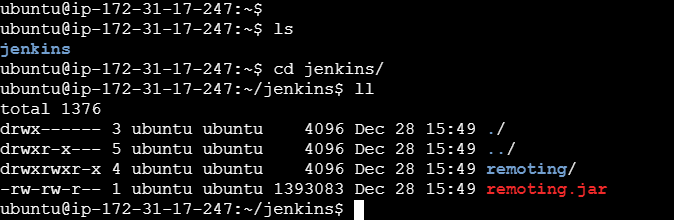 ubuntu@ip-172-31-17-247:~$
ubuntu@ip-172-31-17-247:~$ ls
jenkins
ubuntu@ip-172-31-17-247:~$ cd jenkins/
ubuntu@ip-172-31-17-247:~/jenkins$ ll
total 1376
drwx------ 3 ubuntu ubuntu    4096 Dec 28 15:49 ./
drwxr-x--- 5 ubuntu ubuntu    4096 Dec 28 15:49 ../
drwxrwxr-x 4 ubuntu ubuntu    4096 Dec 28 15:49 remoting/
-rw-rw-r-- 1 ubuntu ubuntu 1393083 Dec 28 15:49 remoting.jar
ubuntu@ip-172-31-17-247:~/jenkins$